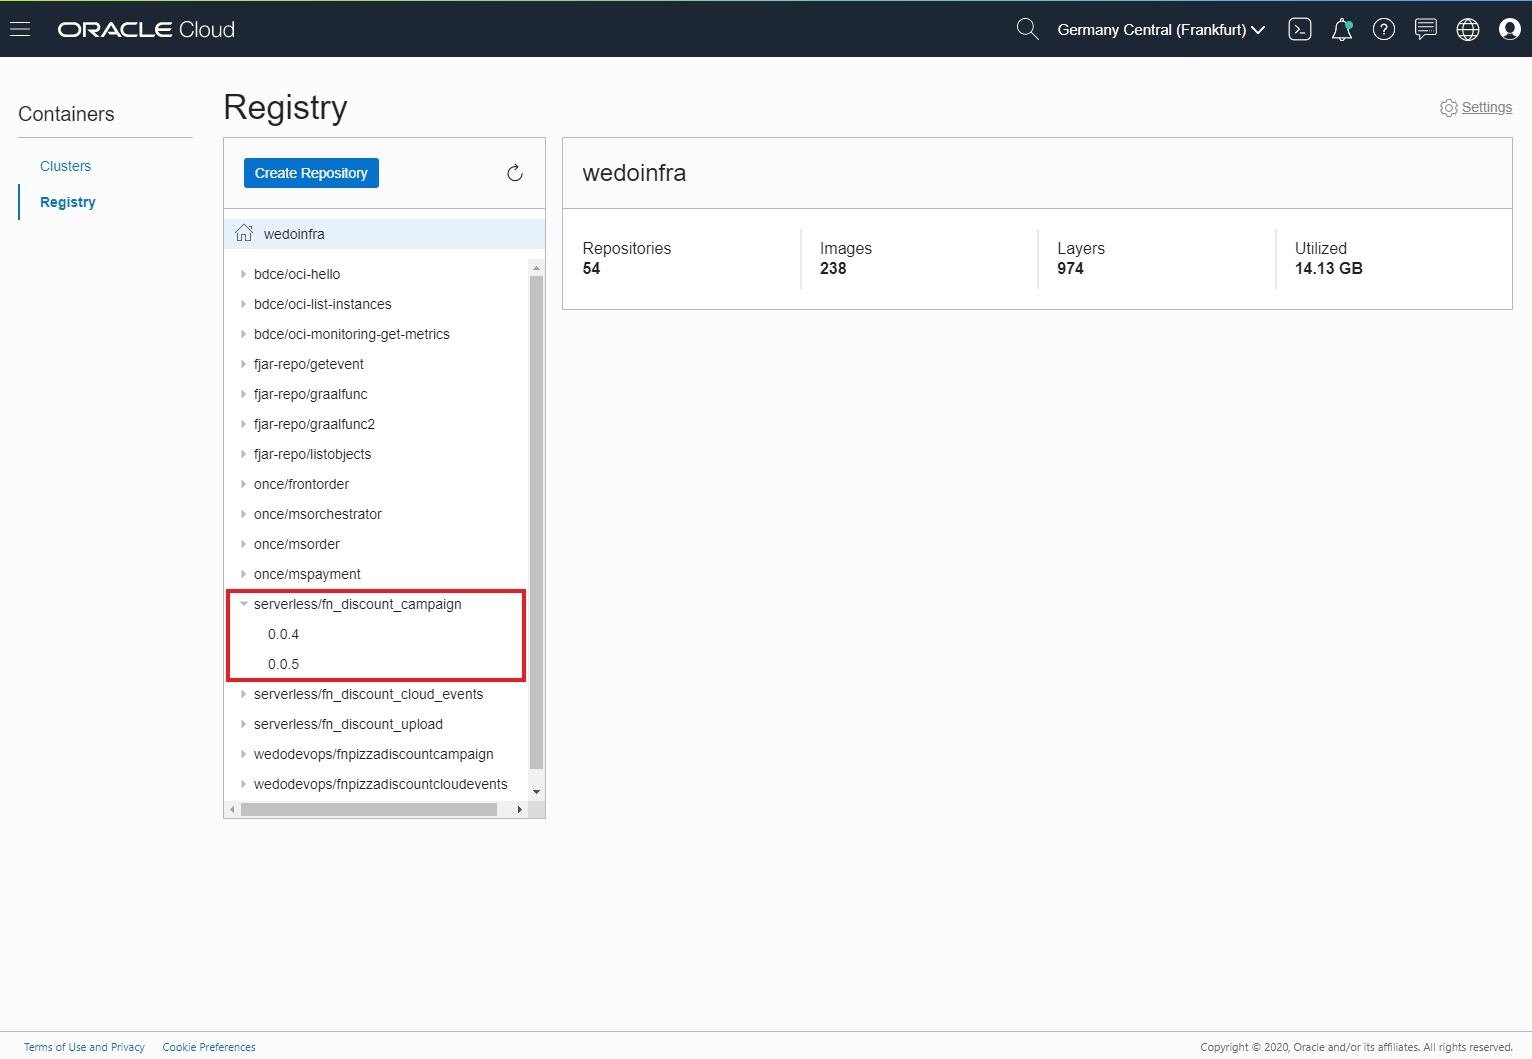 ORACLE Cloud
Germany Central (Frankfurt)
Containers
Clusters
Registry
Registry
Settings
Create Repository
wedoinfra
bdce/oci-hello
bdce/oci-list-instances
bdce/oci-monitoring-get-metrics
fjar-repo/getevent
fjar-repo/graalfunc
fjar-repo/graalfunc2
fjar-repo/listobjects
once/frontorder
once/msorchestrator
once/msorder
once/mspayment
serverless/fn_discount_campaign
0.0.4
0.0.5
serverless/fn_discount_cloud_events
serverless/fn_discount_upload
wedodevops/fnpizzadiscountcampaign
wedodevops/fnpizzadiscountcloudevents
wedoinfra
Repositories
54
Images
238
Layers
974
Utilized
14.13 GB
Terms of Use and Privacy
Cookie Preferences
Copyright © 2020, Oracle and/or its affiliates. All rights reserved.